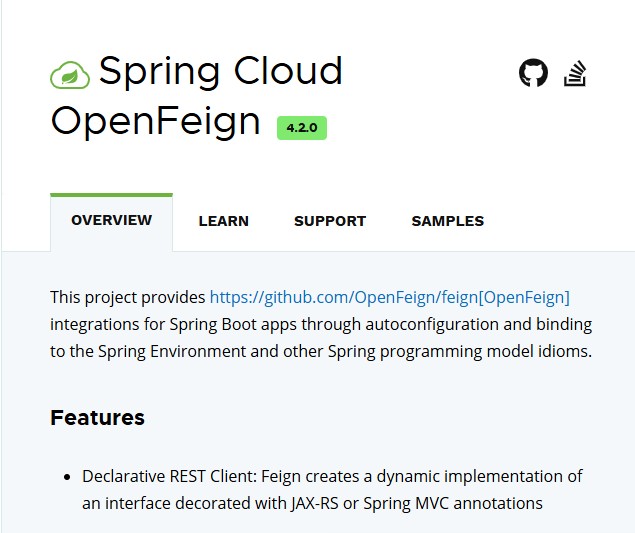 Spring Cloud
OpenFeign 4.2.0
OVERVIEW LEARN SUPPORT SAMPLES
This project provides https://github.com/OpenFeign/feign[OpenFeign]
integrations for Spring Boot apps through autoconfiguration and binding
to the Spring Environment and other Spring programming model idioms.
Features
• Declarative REST Client: Feign creates a dynamic implementation of
an interface decorated with JAX-RS or Spring MVC annotations